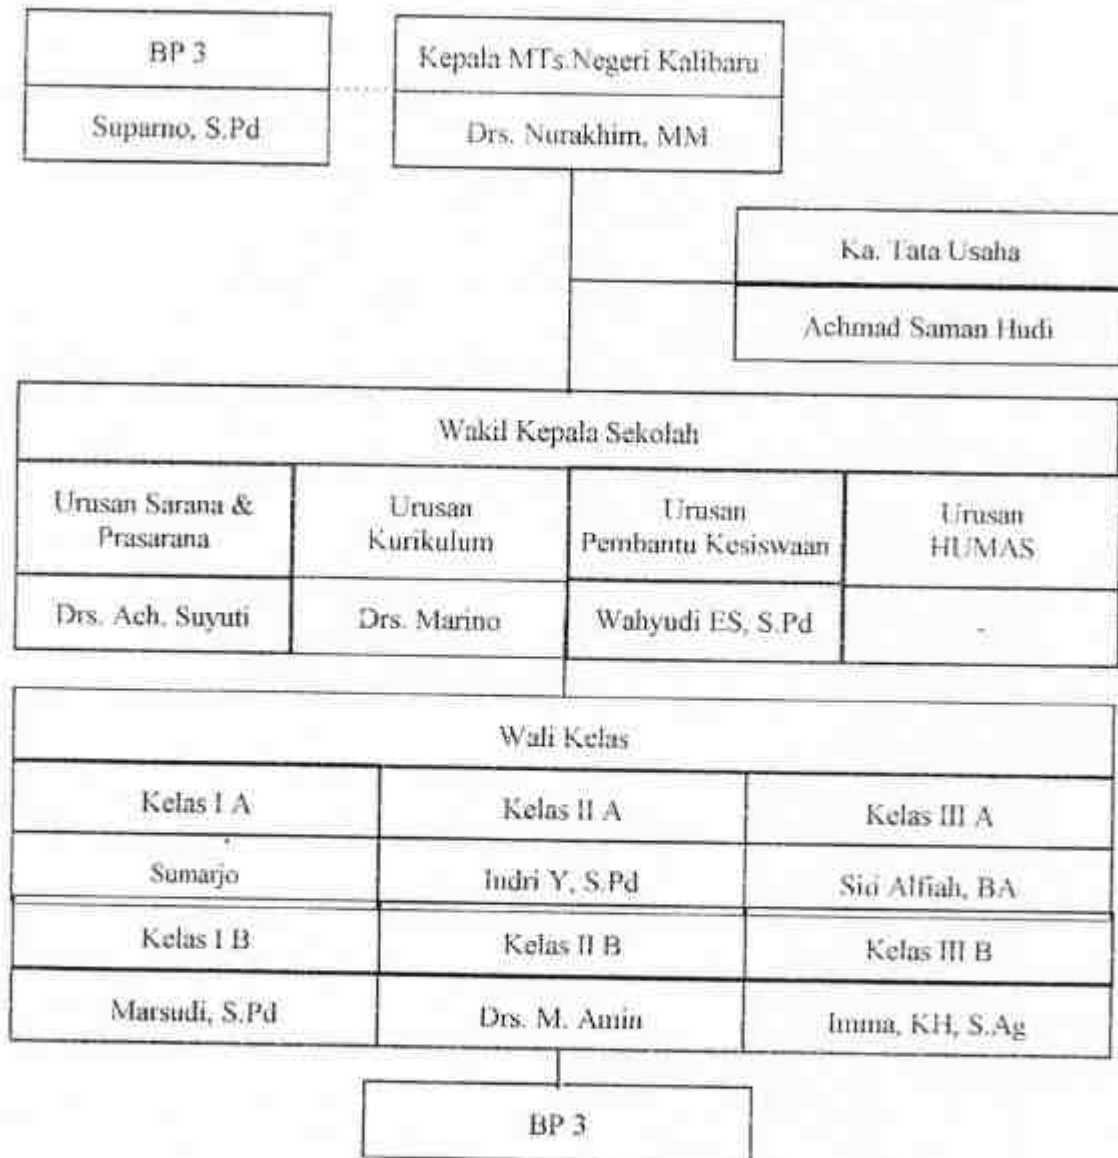 BP 3
Kepala MTs.Negeri Kalibaru
Suparno, S.Pd
Drs. Nurakhim, MM
Ka. Tata Usaha
Achmad Saman Hudi
Wakil Kepala Sekolah
Urusan Sarana &
Prasarana
Urusan
Kurikulum
Urusan
Pembantu Kesiswaan
Urusan
HUMAS
Drs. Ach. Suyuti
Drs. Marino
Wahyudi ES, S.Pd
-
Wali Kelas
Kelas I A
Kelas II A
Kelas III A
Sumarjo
Indri Y, S.Pd
Alfiah, BA
Kelas I B
Kelas II B
Kelas III B
Marsudi, S.Pd
Drs. M. Amin
Imma, KH, S.Ag
BP 3